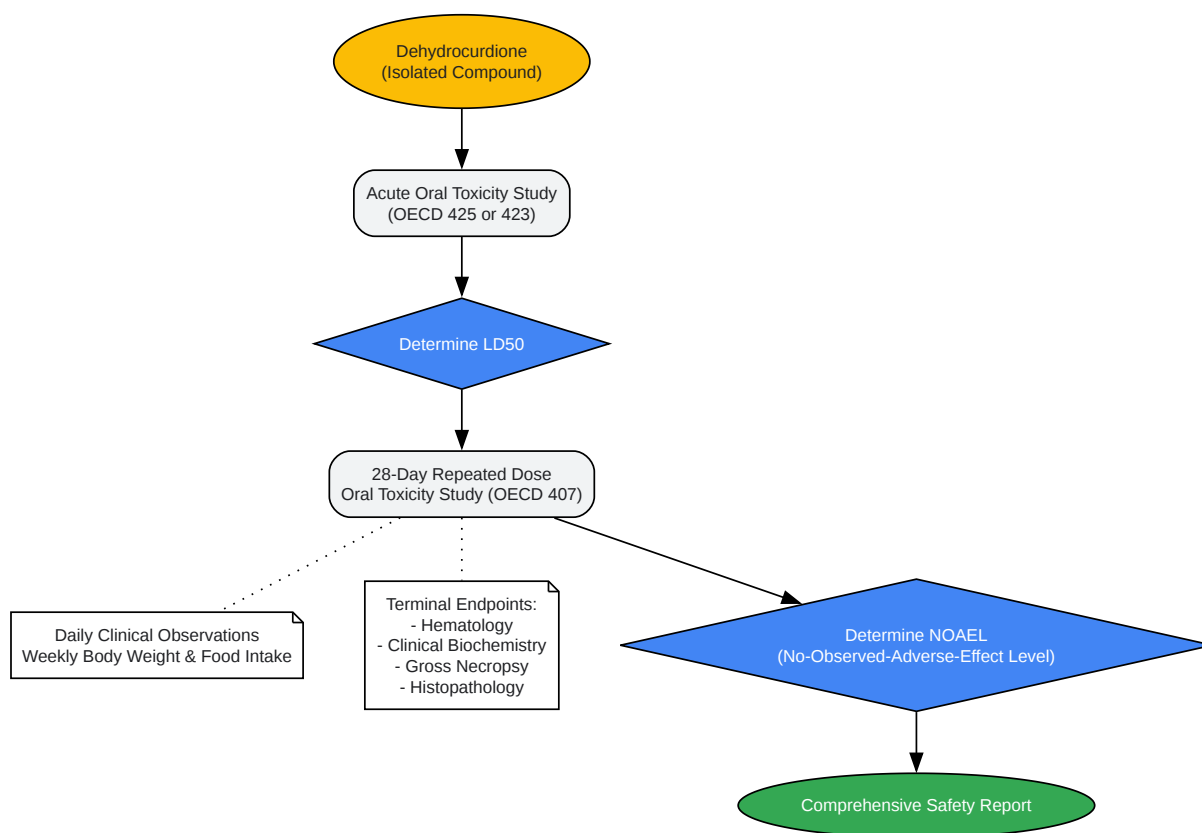 Dehydrocurdione
(Isolated Compound)
Acute Oral Toxicity Study
(OECD 425 or 423)
Determine LD50
28-Day Repeated Dose
Oral Toxicity Study (OECD 407)
Daily Clinical Observations
Weekly Body Weight & Food Intake
Terminal Endpoints:
- Hematology
- Clinical Biochemistry
- Gross Necropsy
- Histopathology
Determine NOAEL
(No-Observed-Adverse-Effect Level)
Comprehensive Safety Report